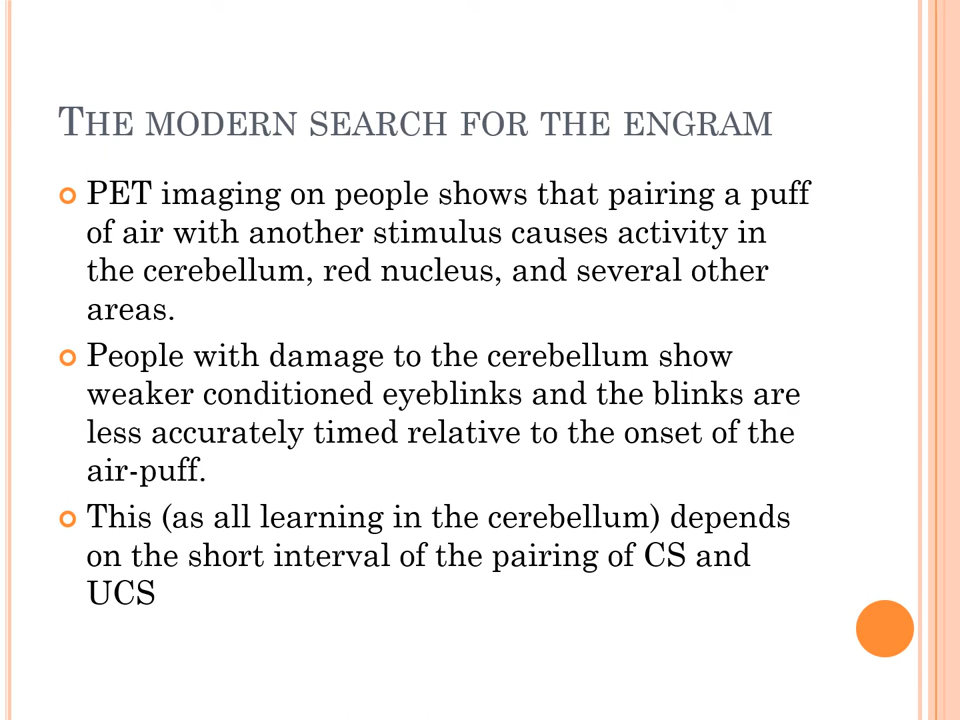 The modern search for the engram
PET imaging on people shows that pairing a puff
of air with another stimulus causes activity in
the cerebellum, red nucleus, and several other
areas.
People with damage to the cerebellum show
weaker conditioned eyeblinks and the blinks are
less accurately timed relative to the onset of the
air-puff.
This (as all learning in the cerebellum) depends
on the short interval of the pairing of CS and
UCS